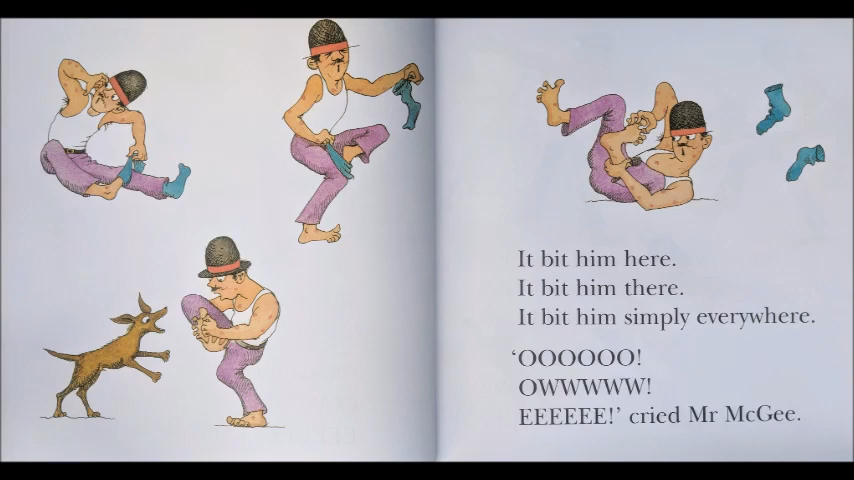 It bit him here.
It bit him there.
It bit him simply everywhere.
‘OOOOOO!
OWWWWW!
EEEEEE!’ cried Mr McGee.